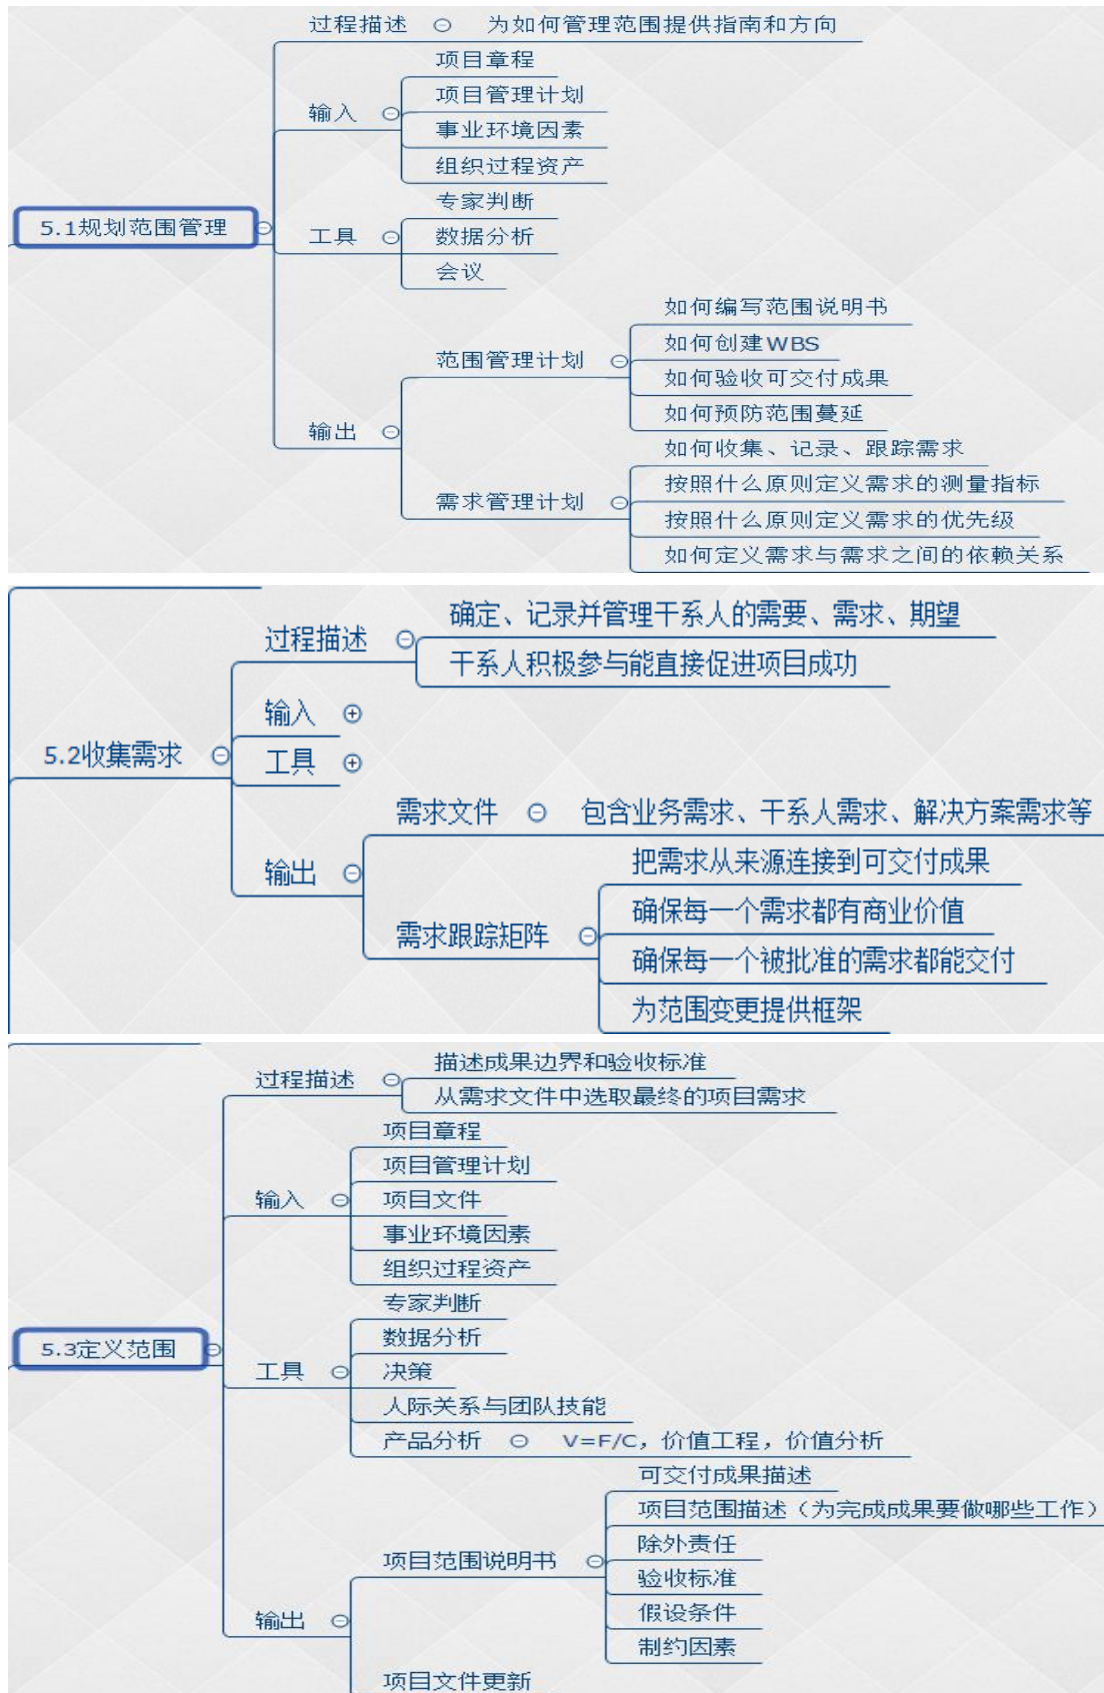 过程描述 为如何管理范围提供指南和方向
项目章程
项目管理计划
输入
事业环境因素
组织过程资产
专家判断
5.1规划范围管理
工具
数据分析
会议
如何编写范围说明书
如何创建WBS
范围管理计划
如何验收可交付成果
如何预防范围蔓延
输出
如何收集、记录、跟踪需求
按照什么原则定义需求的测量指标
需求管理计划
按照什么原则定义需求的优先级
如何定义需求与需求之间的依赖关系
确定、记录并管理干系人的需要、需求、期望
过程描述
干系人积极参与能直接促进项目成功
输入
5.2收集需求
工具
需求文件 包含业务需求、干系人需求、解决方案需求等
输出
把需求从来源连接到可交付成果
确保每一个需求都有商业价值
需求跟踪矩阵
确保每一个被批准的需求都能交付
为范围变更提供框架
描述成果边界和验收标准
过程描述
从需求文件中选取最终的项目需求
项目章程
项目管理计划
输入
项目文件
事业环境因素
组织过程资产
专家判断
数据分析
5.3定义范围
工具
决策
人际关系与团队技能
产品分析 V=F/C，价值工程，价值分析
可交付成果描述
项目范围描述（为完成成果要做哪些工作）
除外责任
项目范围说明书
验收标准
假设条件
制约因素
输出
项目文件更新